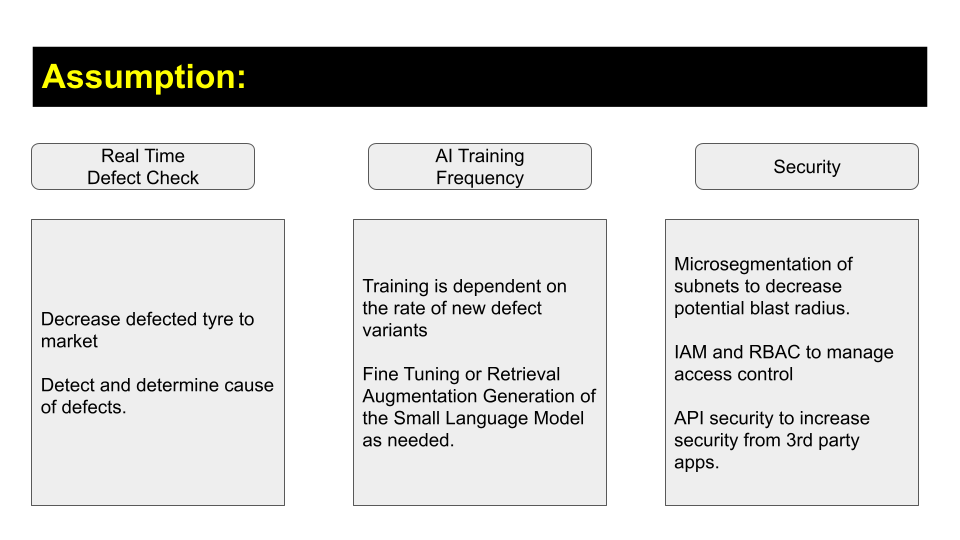 Assumption:
Real Time
Defect Check
AI Training
Frequency
Security
Decrease defected tyre to
market
Detect and determine cause
of defects.
Training is dependent on
the rate of new defect
variants
Fine Tuning or Retrieval
Augmentation Generation of
the Small Language Model
as needed.
Microsegmentation of
subnets to decrease
potential blast radius.
IAM and RBAC to manage
access control
API security to increase
security from 3rd party
apps.